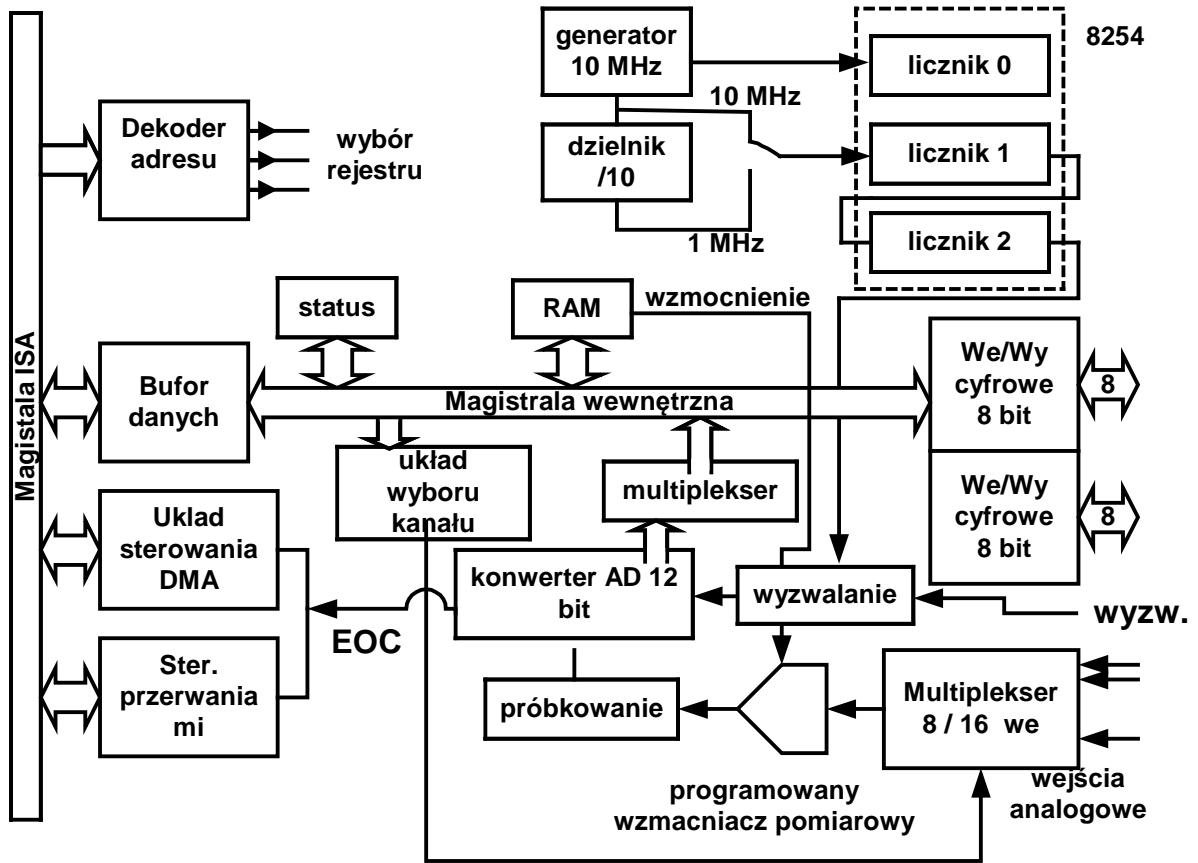 generator
10 MHz
8254
licznik 0
10 MHz
Dekoder
adresu
wybór
rejestru
dzielnik
/10
licznik 1
licznik 2
1 MHz
status
RAM
wzmocnienie
Magistala ISA
Bufor
danych
Magistrala wewnętrzna
We/Wy
cyfrowe
8 bit
8
układ
wyboru
kanału
multiplekser
We/Wy
cyfrowe
8 bit
8
Uklad
sterowania
DMA
konwerter AD 12
bit
wyzwalanie
wyzw.
EOC
Ster.
przerwania
mi
próbkowanie
Multiplekser
8 / 16 we
wejścia
analogowe
programowany
wzmacniacz pomiarowy